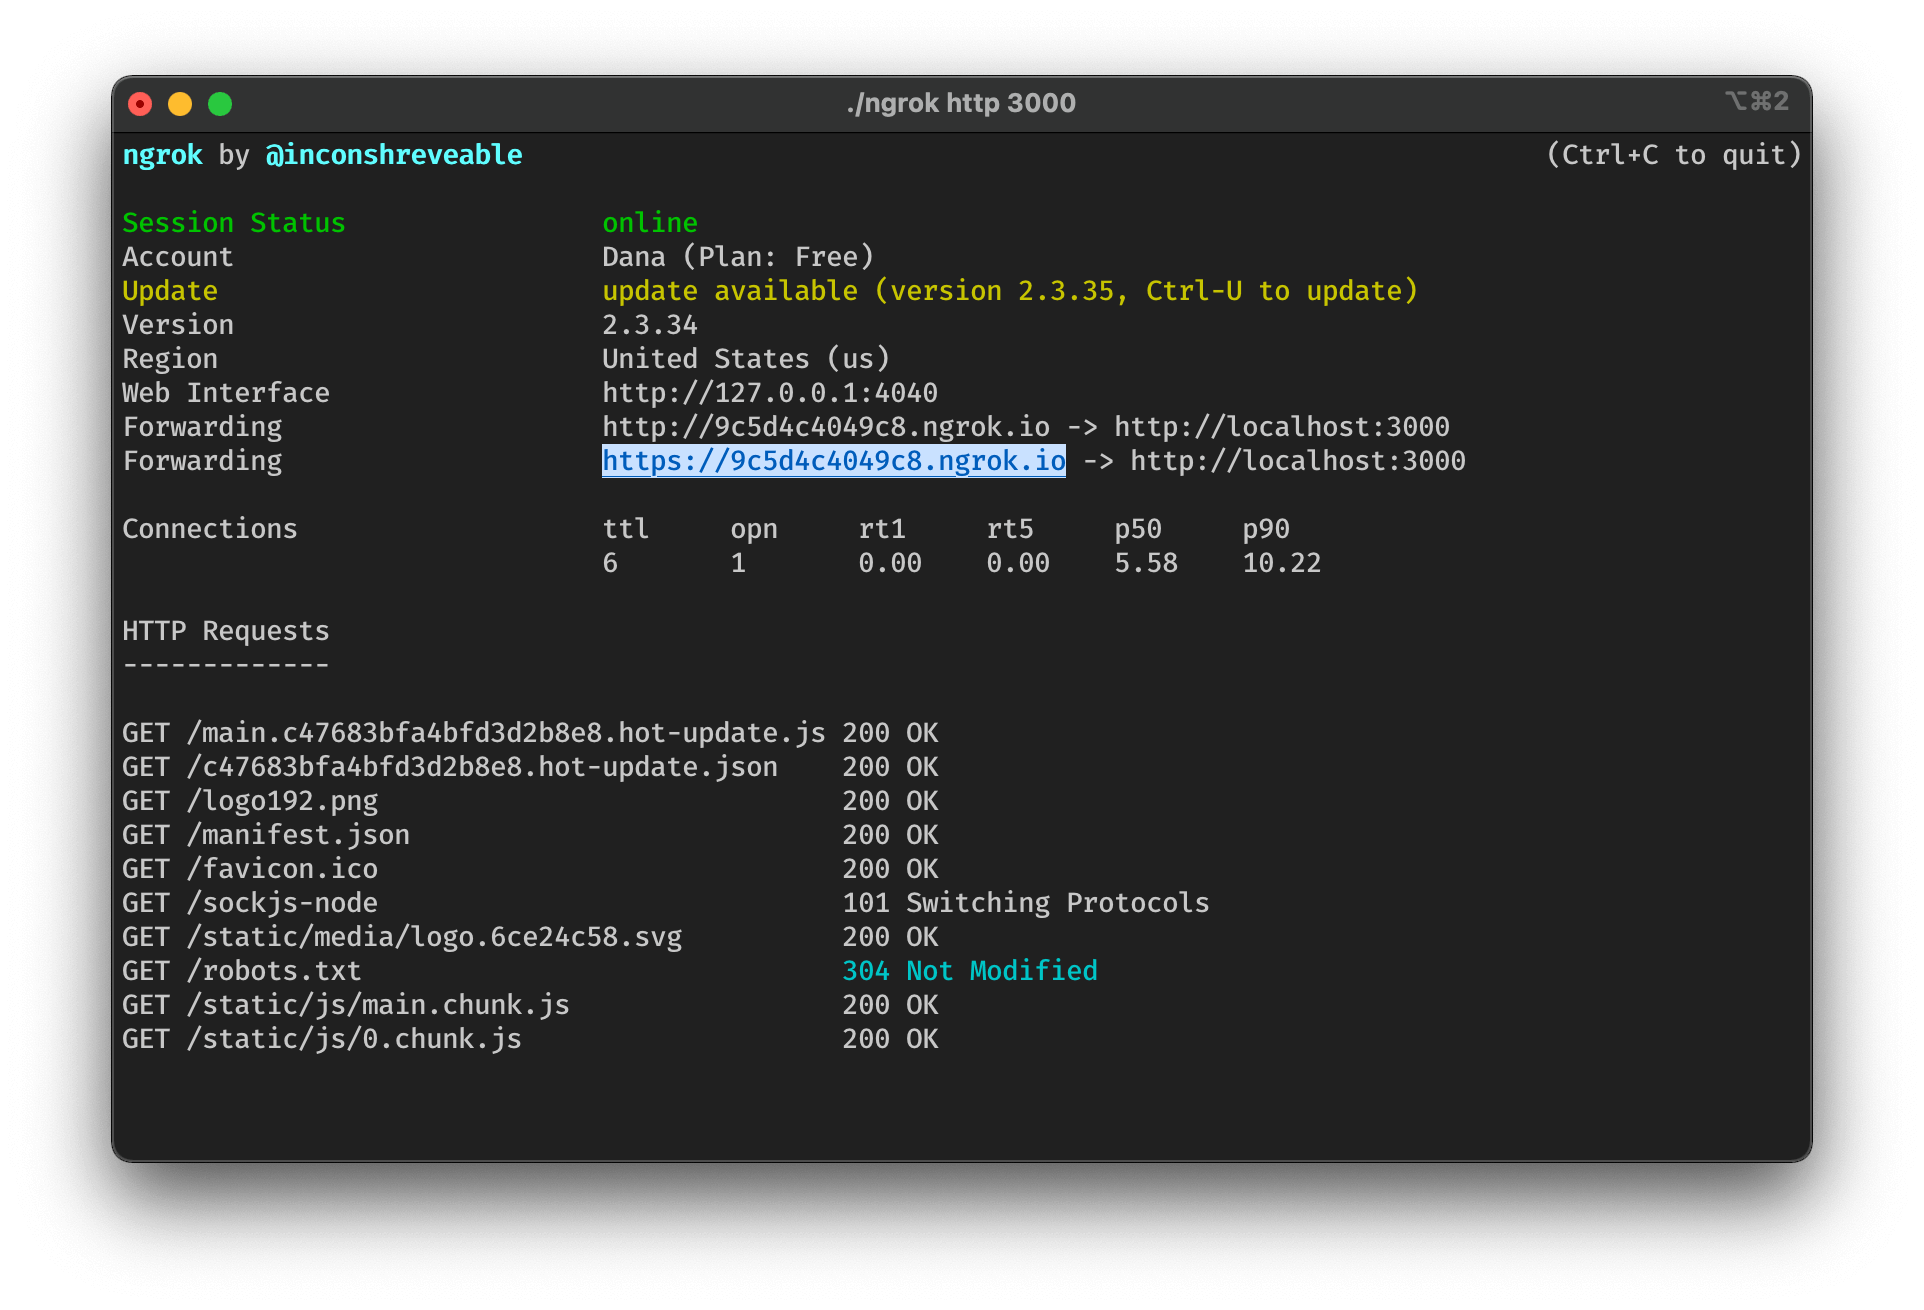 ./ngrok http 3000 ⌥⌘2
ngrok by @inconshreveable (Ctrl+C to quit)
Session Status online
Account Dana (Plan: Free)
Update update available (version 2.3.35, Ctrl-U to update)
Version 2.3.34
Region United States (us)
Web Interface http://127.0.0.1:4040
Forwarding http://9c5d4c4049c8.ngrok.io -> http://localhost:3000
Forwarding https://9c5d4c4049c8.ngrok.io -> http://localhost:3000
Connections ttl opn rt1 rt5 p50 p90
6 1 0.00 0.00 5.58 10.22
HTTP Requests
-------------
GET /main.c47683bfa4bfd3d2b8e8.hot-update.js 200 OK
GET /c47683bfa4bfd3d2b8e8.hot-update.json 200 OK
GET /logo192.png 200 OK
GET /manifest.json 200 OK
GET /favicon.ico 200 OK
GET /sockjs-node 101 Switching Protocols
GET /static/media/logo.6ce24c58.svg 200 OK
GET /robots.txt 304 Not Modified
GET /static/js/main.chunk.js 200 OK
GET /static/js/0.chunk.js 200 OK